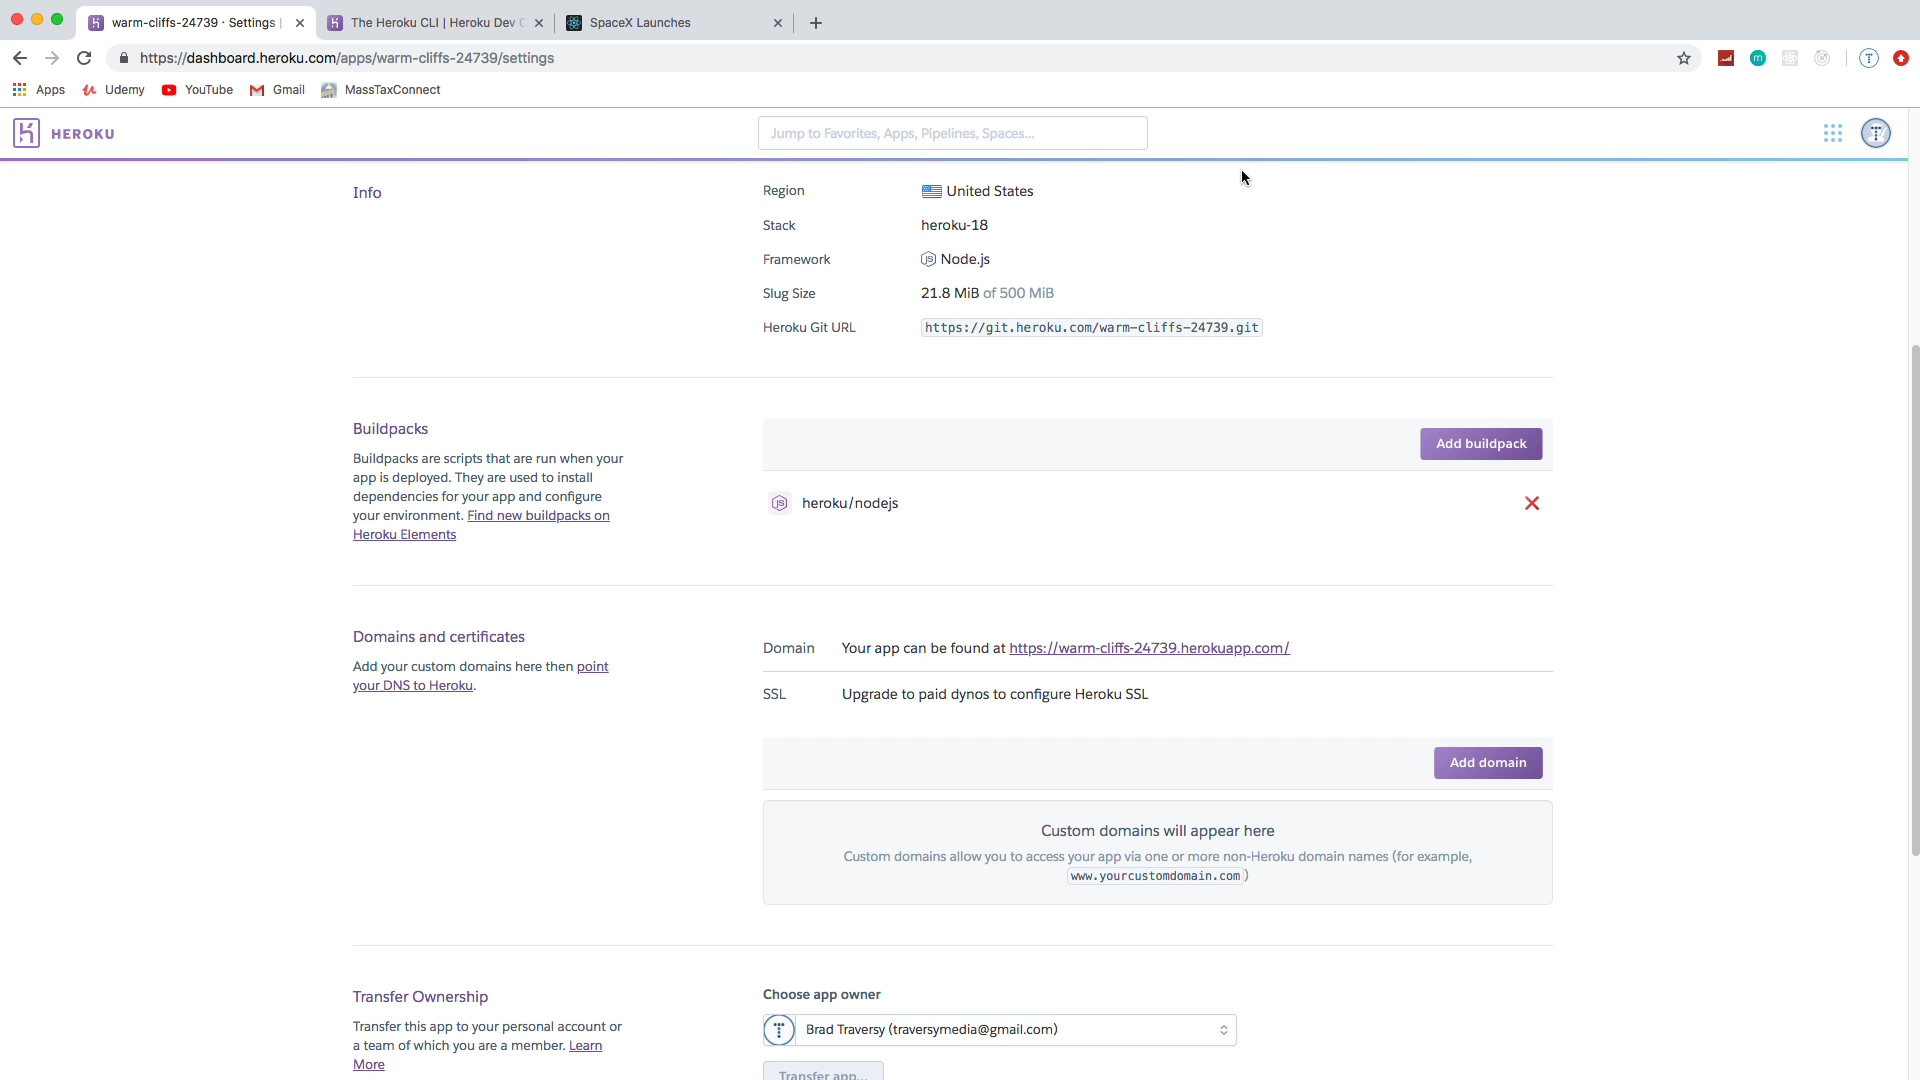 warm-cliffs-24739 · Settings |
The Heroku CLI | Heroku Dev C
SpaceX Launches
https://dashboard.heroku.com/apps/warm-cliffs-24739/settings
Apps
Udemy
YouTube
Gmail
MassTaxConnect
HEROKU
Jump to Favorites, Apps, Pipelines, Spaces...
Info
Region
United States
Stack
heroku-18
Framework
Node.js
Slug Size
21.8 MiB of 500 MiB
Heroku Git URL
https://git.heroku.com/warm-cliffs-24739.git
Buildpacks
Buildpacks are scripts that are run when your
app is deployed. They are used to install
dependencies for your app and configure
your environment. Find new buildpacks on
Heroku Elements
Add buildpack
heroku/nodejs
Domains and certificates
Add your custom domains here then point
your DNS to Heroku.
Domain
Your app can be found at https://warm-cliffs-24739.herokuapp.com/
SSL
Upgrade to paid dynos to configure Heroku SSL
Add domain
Custom domains will appear here
Custom domains allow you to access your app via one or more non-Heroku domain names (for example,
www.yourcustomdomain.com)
Transfer Ownership
Transfer this app to your personal account or
a team of which you are a member. Learn
More
Choose app owner
Brad Traversy (traversymedia@gmail.com)
Transfer app...